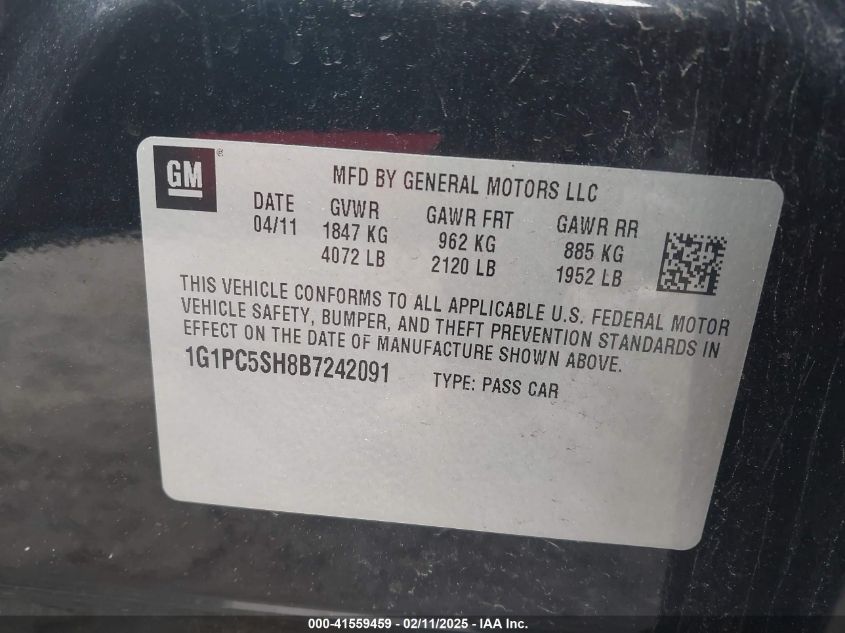 GM ®
MFD BY GENERAL MOTORS LLC
DATE GVWR GAWR FRT GAWR RR
04/11 1847 KG 962 KG 885 KG
4072 LB 2120 LB 1952 LB
THIS VEHICLE CONFORMS TO ALL APPLICABLE U.S. FEDERAL MOTOR
VEHICLE SAFETY, BUMPER, AND THEFT PREVENTION STANDARDS IN
EFFECT ON THE DATE OF MANUFACTURE SHOWN ABOVE.
1G1PC5SH8B7242091 TYPE: PASS CAR
000-41559459 - 02/11/2025 - IAA Inc.